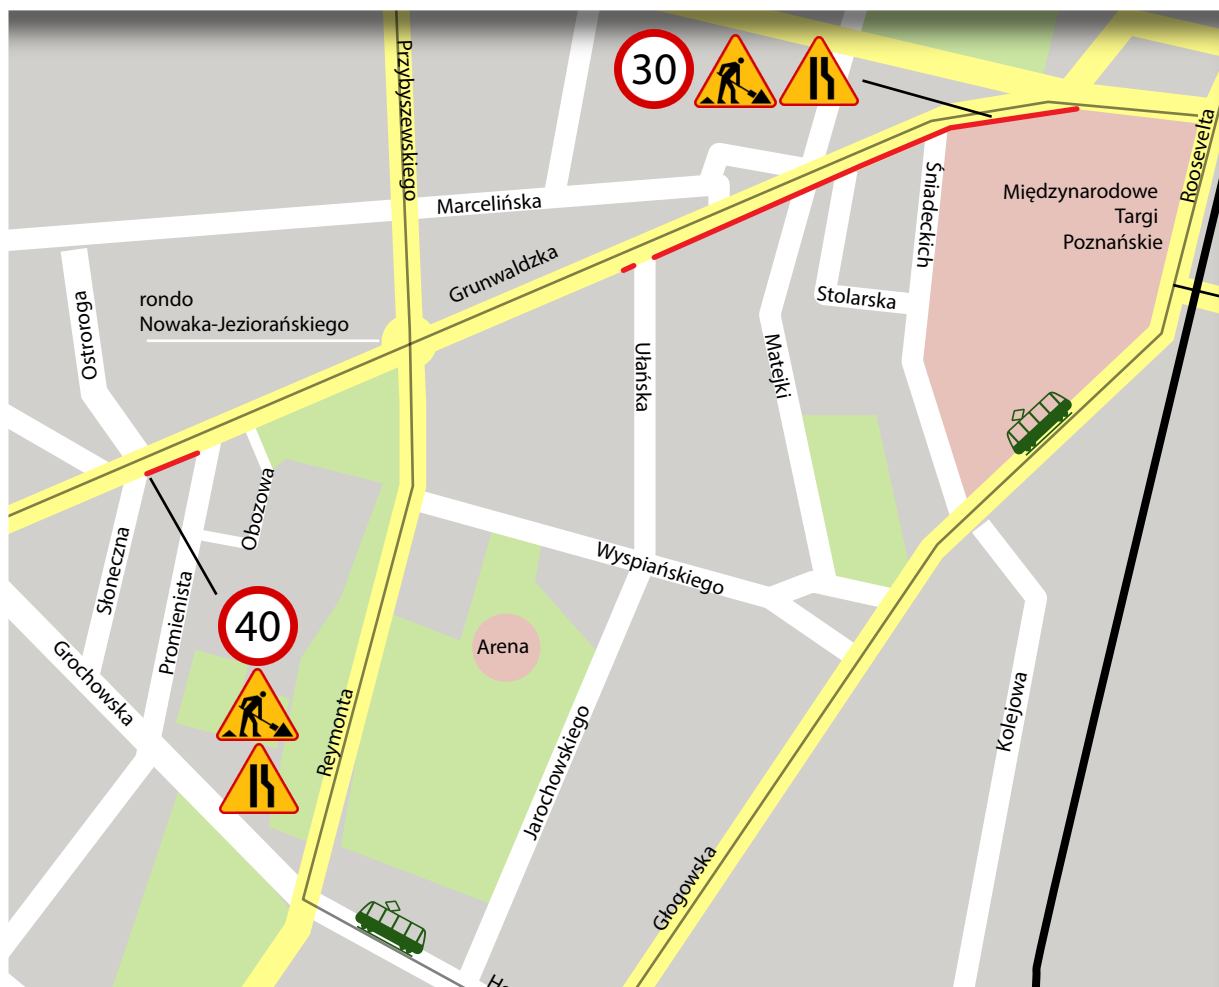 30
Przybyszewskiego
Roosevelta
Śniadeckich
Międzynarodowe
Targi
Poznańskie
Marcelińska
Grunwaldzka
Ostroroga
rondo
Nowaka-Jeziorańskiego
Stolarska
Ułańska
Matejki
Obozowa
Słoneczna
Promienista
Wyspiańskiego
40
Arena
Grochowska
Reymonta
Jarochowskiego
Kolejowa
Głogowska